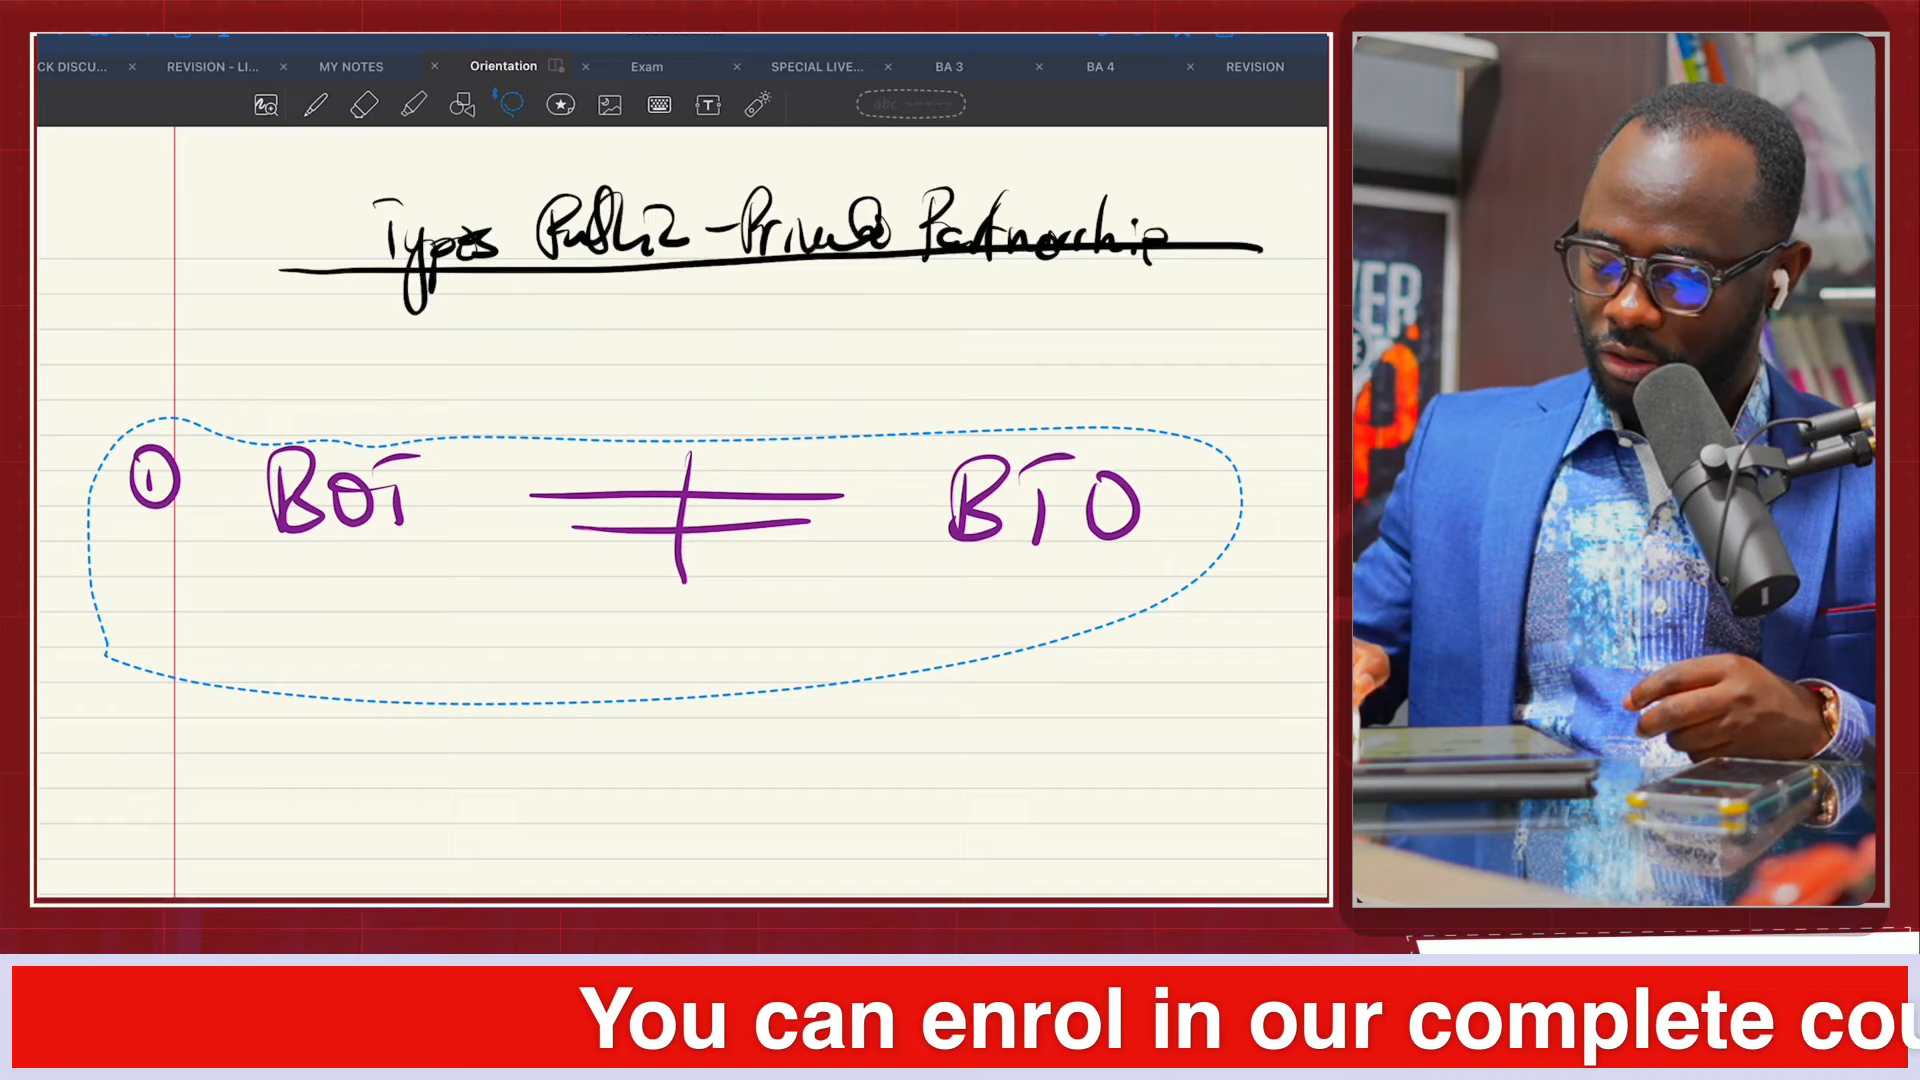 CK DISCU... REVISION - LI... MY NOTES Orientation Exam SPECIAL LIVE... BA 3 BA 4 REVISION
abc
Types Public - Private Partnership
1 BOT ≠ BTO
You can enrol in our complete cou